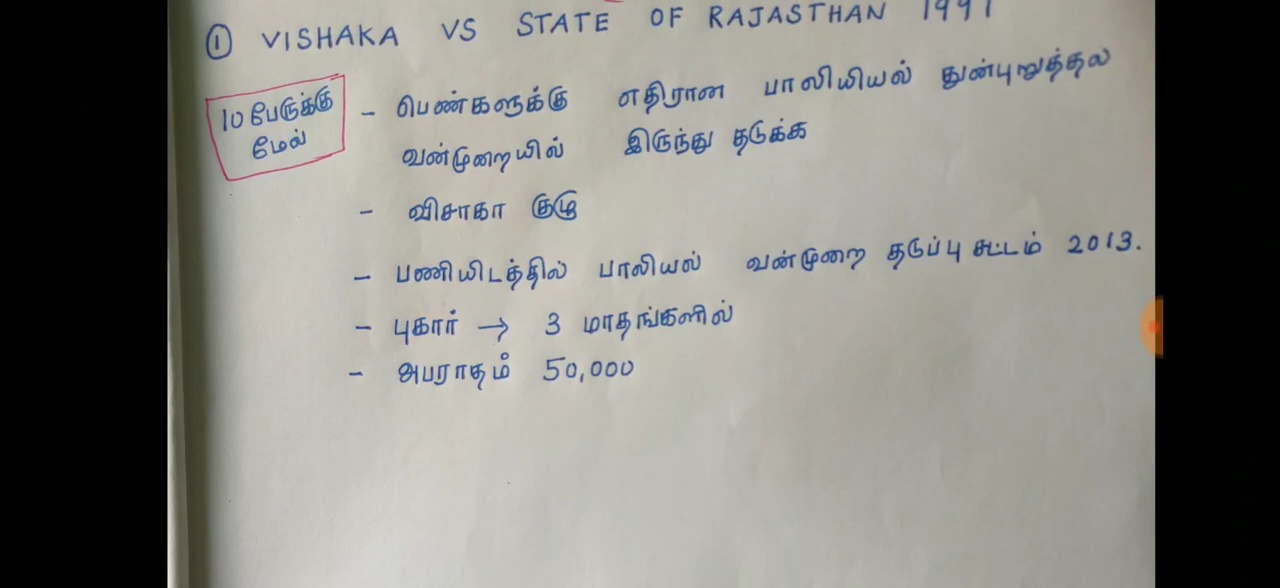 ① VISHAKA VS STATE OF RAJASTHAN 1997
10 பேருக்கு
மேல்
- பெண்களுக்கு எதிரான பாலியியல் துன்புறுத்தல
வன்முறையில் இருந்து தடுக்க
- விசாகா குழு
- பணியிடத்தில் பாலியல் வன்முறை தடுப்பு சட்டம் 2013.
- புகார் → 3 மாதங்களில்
- அபராதம் 50,000